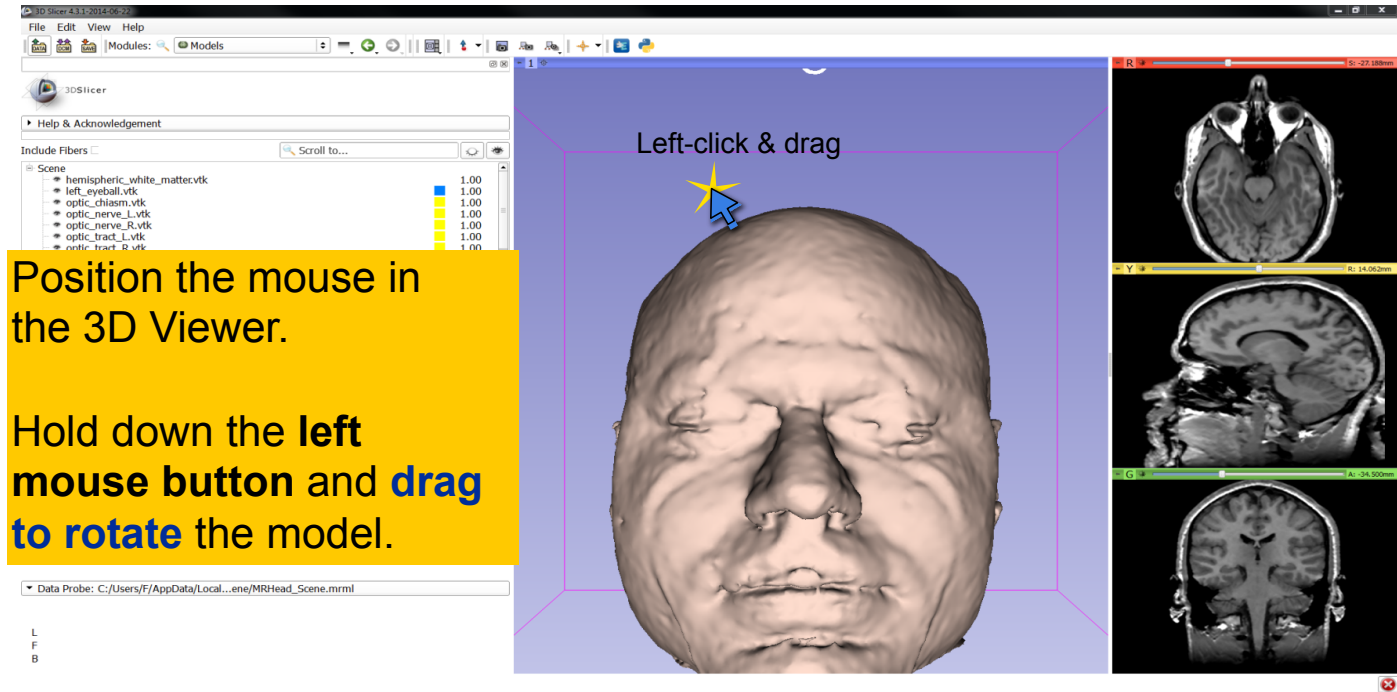 3D Slicer 4.3.1-2014-06-22
File Edit View Help
DATA DCM SAVE Modules: Models
3DSlicer
Help & Acknowledgement
Include Fibers Scroll to...
Scene
hemispheric_white_matter.vtk 1.00
left_eyeball.vtk 1.00
optic_chiasm.vtk 1.00
optic_nerve_L.vtk 1.00
optic_nerve_R.vtk 1.00
optic_tract_L.vtk 1.00
optic_tract_R.vtk 1.00
Position the mouse in
the 3D Viewer.
Hold down the left
mouse button and drag
to rotate the model.
Data Probe: C:/Users/F/AppData/Local...ene/MRHead_Scene.mrml
L
F
B
1
Left-click & drag
R S: -27.188mm
Y R: 14.062mm
G A: -34.500mm